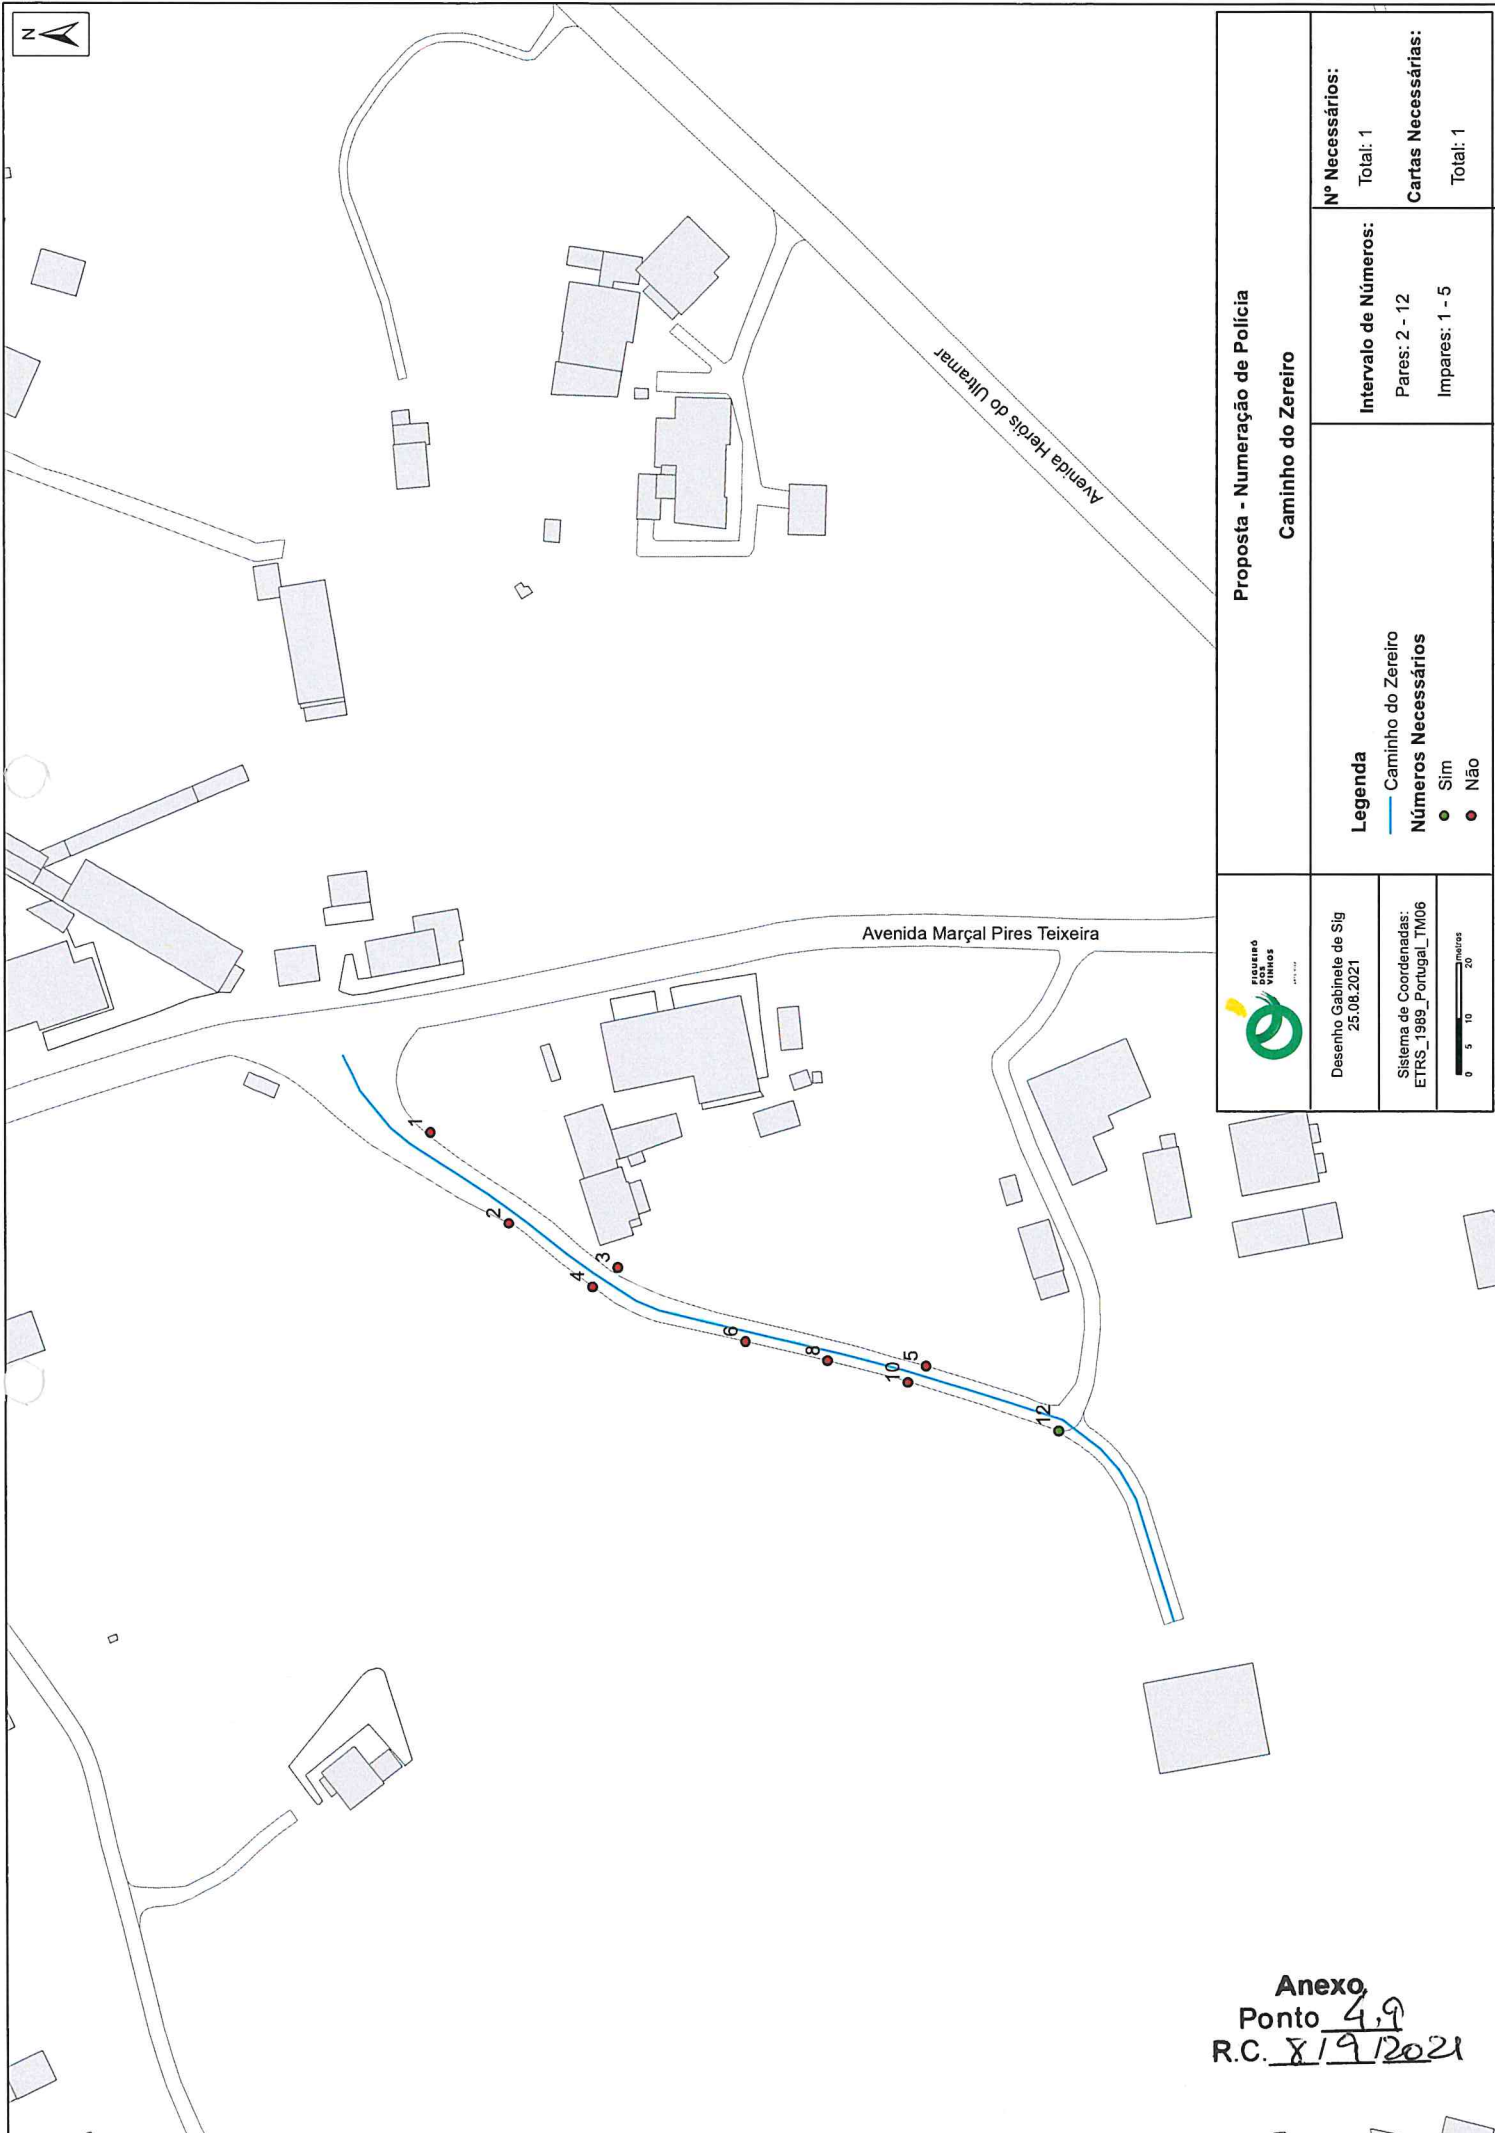 N
Avenida Heróis do Ultramar
Avenida Marçal Pires Teixeira
1
2
3
4
6
8
5
10
12
Proposta - Numeração de Polícia
Caminho do Zereiro
FIGUEIRÓ
DOS
VINHOS
Desenho Gabinete de Sig
25.08.2021
Sistema de Coordenadas:
ETRS_1989_Portugal_TM06
0 5 10 20
metros
Legenda
Caminho do Zereiro
Números Necessários
Sim
Não
Intervalo de Números:
Pares: 2 - 12
Impares: 1 - 5
Nº Necessários:
Total: 1
Cartas Necessárias:
Total: 1
Anexo
Ponto 4.9
R.C. 8/9/2021